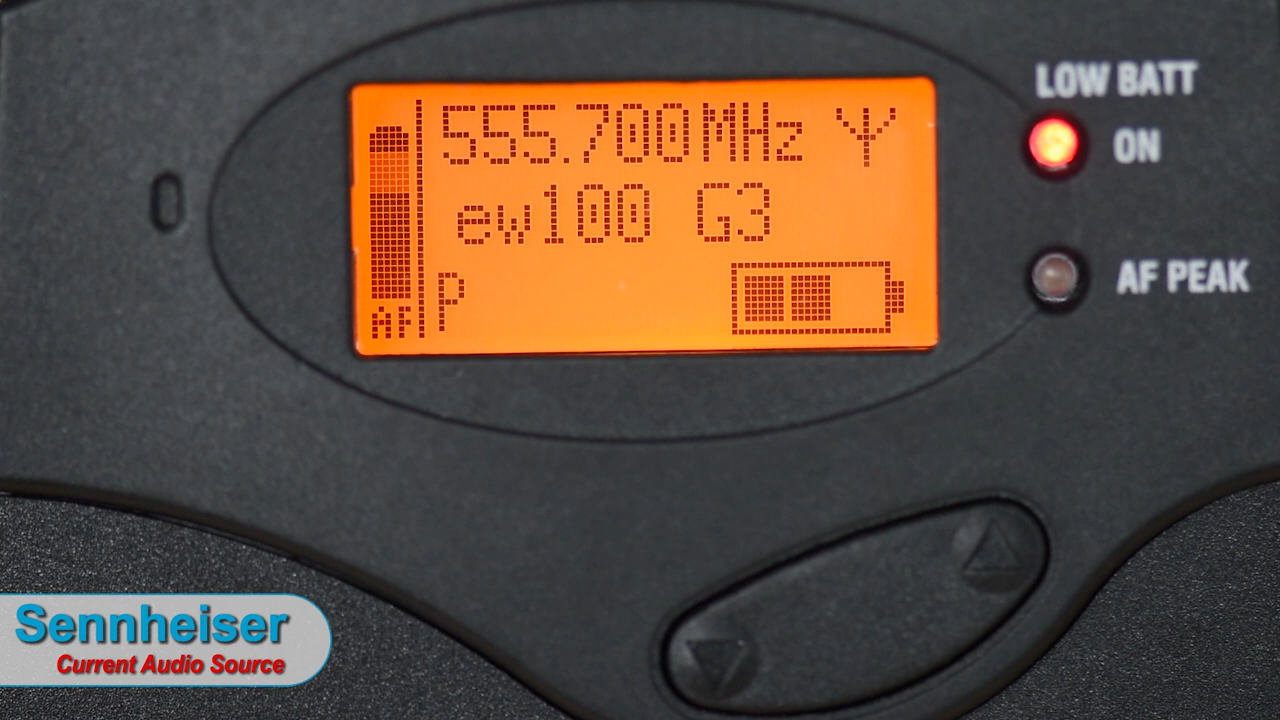 555.700MHz
ew100 G3
P
AF
LOW BATT
ON
AF PEAK
Sennheiser
Current Audio Source